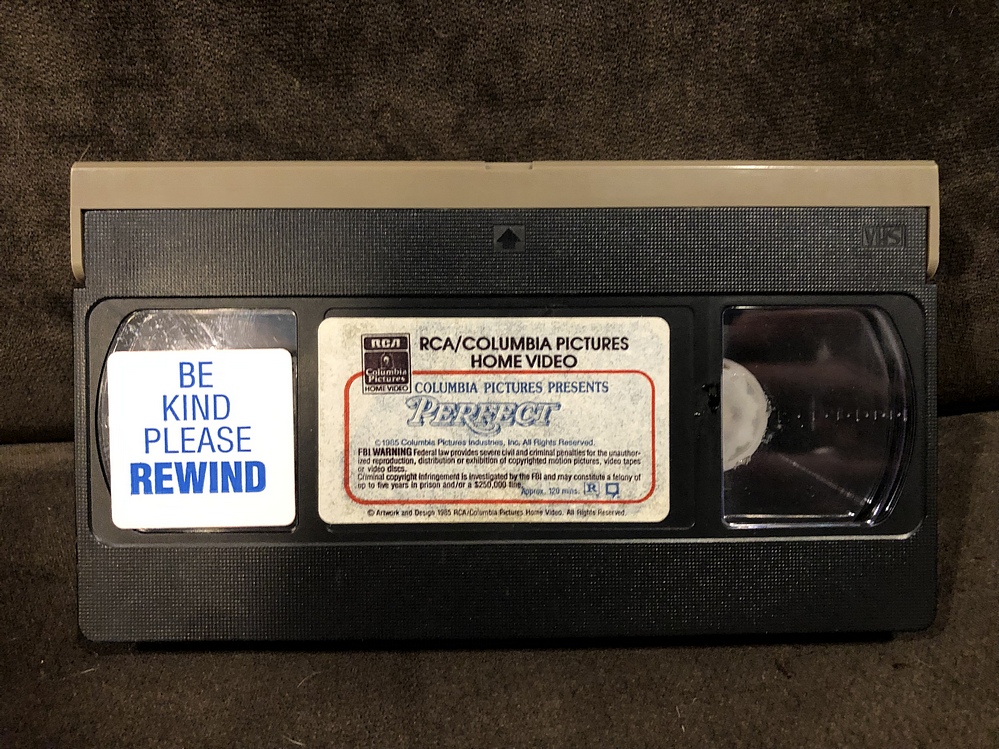 VHS
BE
KIND
PLEASE
REWIND
RCA
Columbia
Pictures
HOME VIDEO
RCA/COLUMBIA PICTURES
HOME VIDEO
COLUMBIA PICTURES PRESENTS
PERFECT
©1985 Columbia Pictures Industries, Inc. All Rights Reserved.
FBI WARNING Federal law provides severe civil and criminal penalties for the unauthor-
ized reproduction, distribution or exhibition of copyrighted motion pictures, video tapes
or video discs.
Criminal copyright infringement is investigated by the FBI and may constitute a felony of
up to five years in prison and/or a $250,000 fine.
Approx. 120 mins. R
© Artwork and Design 1985 RCA/Columbia Pictures Home Video. All Rights Reserved.